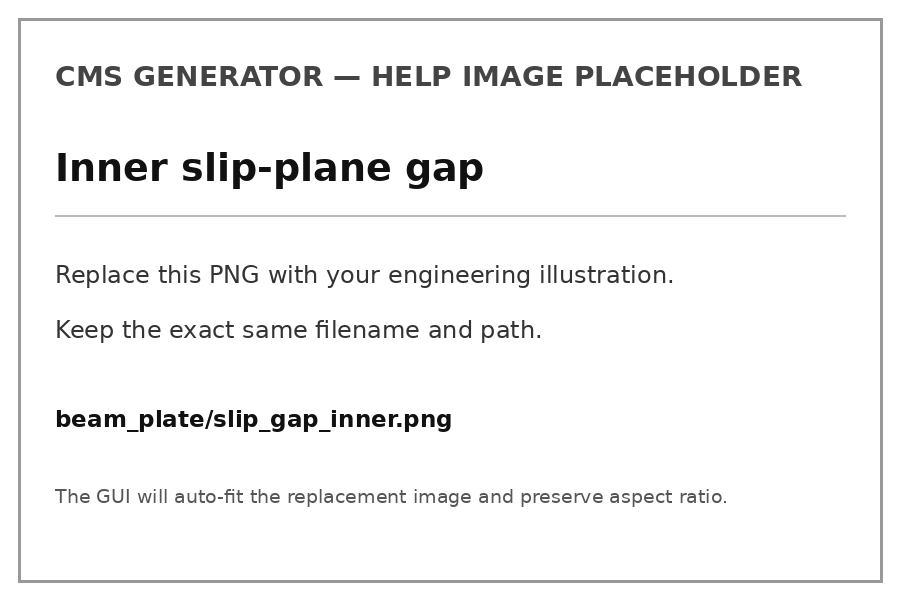 CMS GENERATOR — HELP IMAGE PLACEHOLDER
Inner slip-plane gap
Replace this PNG with your engineering illustration.
Keep the exact same filename and path.
beam_plate/slip_gap_inner.png
The GUI will auto-fit the replacement image and preserve aspect ratio.